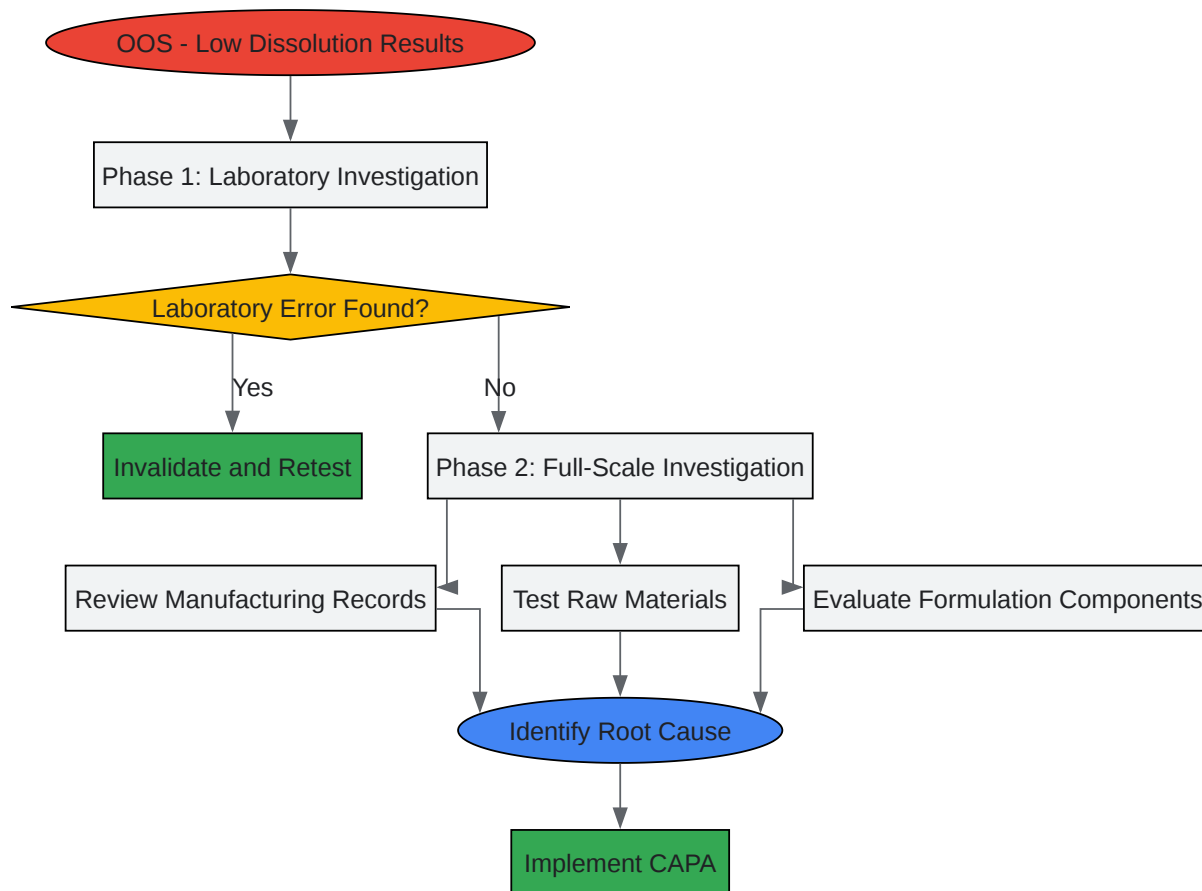 OOS - Low Dissolution Results
Phase 1: Laboratory Investigation
Laboratory Error Found?
Yes
No
Invalidate and Retest
Phase 2: Full-Scale Investigation
Review Manufacturing Records
Test Raw Materials
Evaluate Formulation Components
Identify Root Cause
Implement CAPA